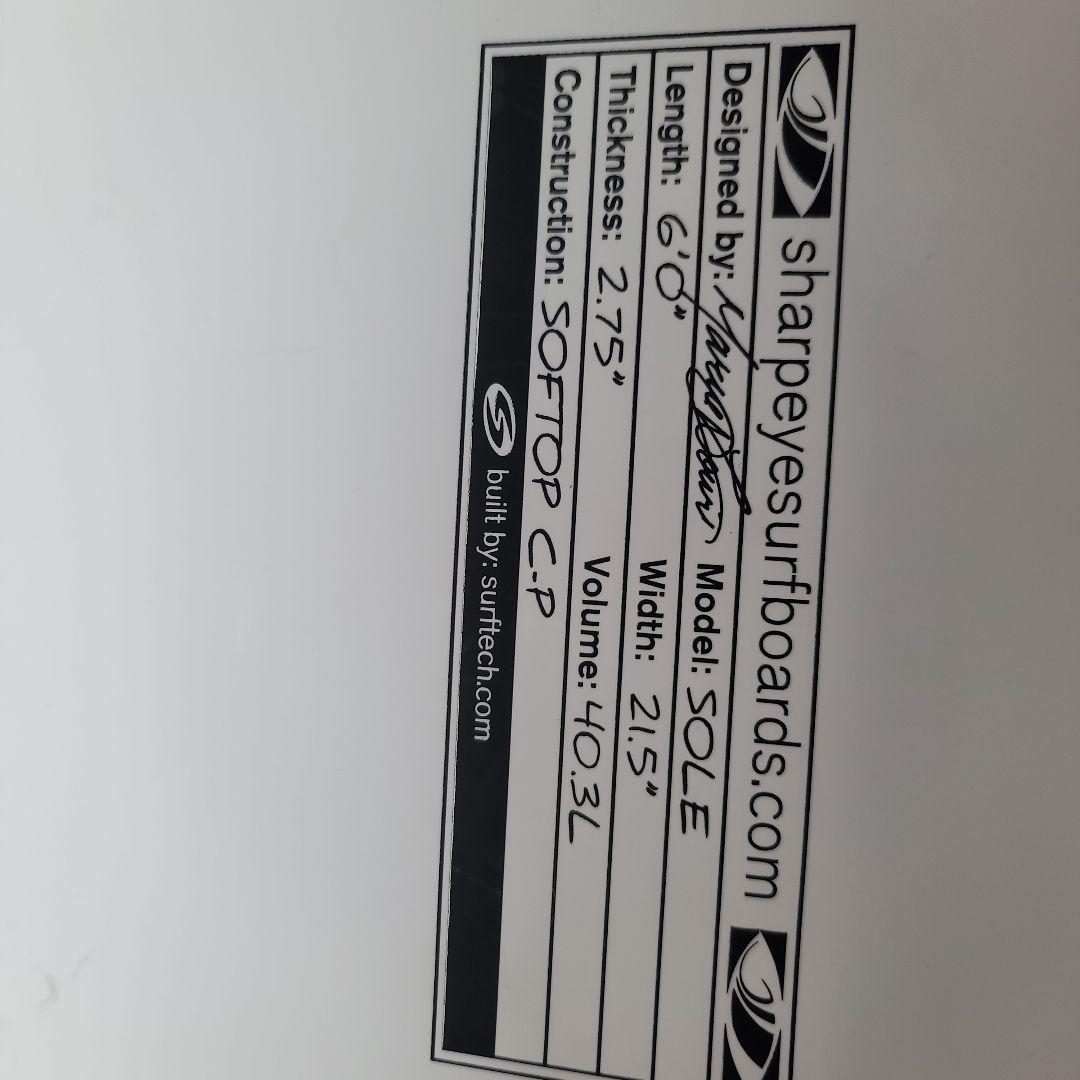 sharpeyesurfboards.com
Designed by: Model: SOLE
Length: 6'0" Width: 21.5"
Thickness: 2.75" Volume: 40.3L
Construction: SOFTOP C-P
built by: surftech.com